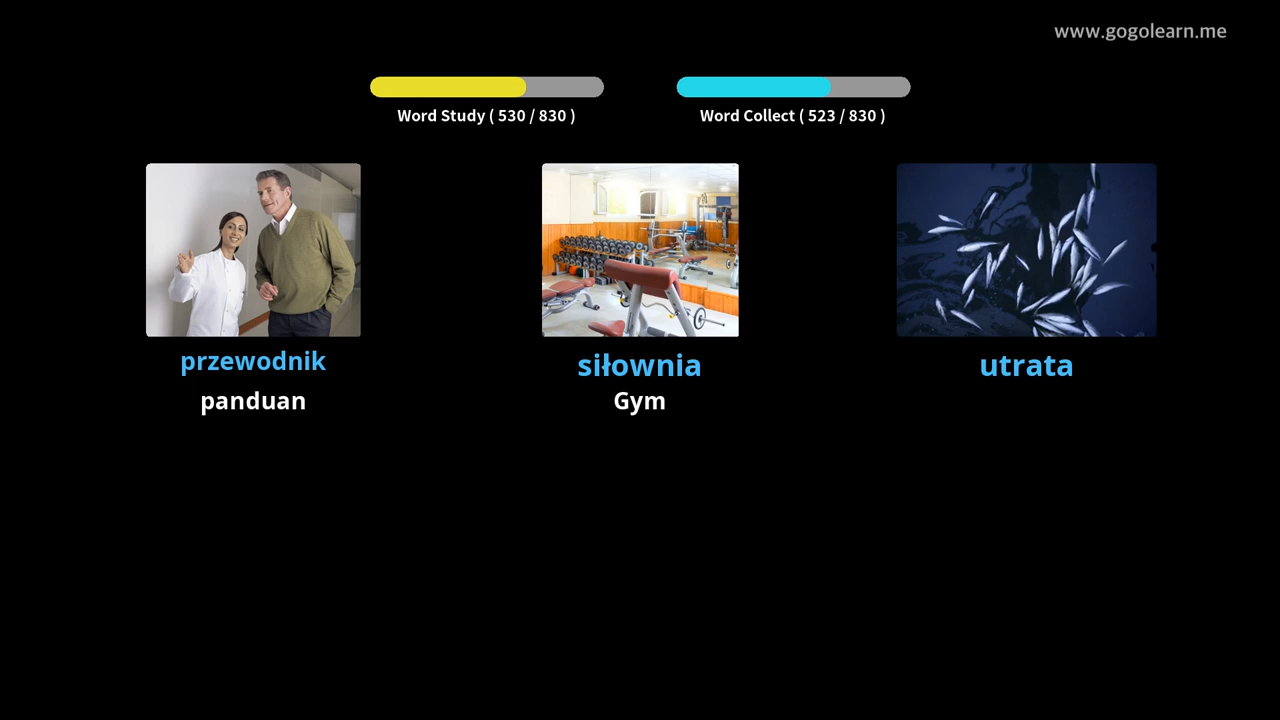 www.gogolearn.me
Word Study ( 530 / 830 )
Word Collect ( 523 / 830 )
przewodnik
panduan
siłownia
Gym
utrata